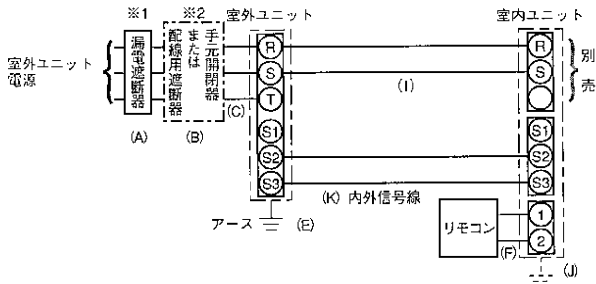 ※1
※2
室外ユニット
室内ユニット
室外ユニット
電源
漏電遮断器
手元開閉器
または
配線用遮断器
(A)
(B)
(C)
R
S
T
S1
S2
S3
アース
(E)
(I)
(K) 内外信号線
R
S
S1
S2
S3
別売
リモコン
1
2
(F)
(J)